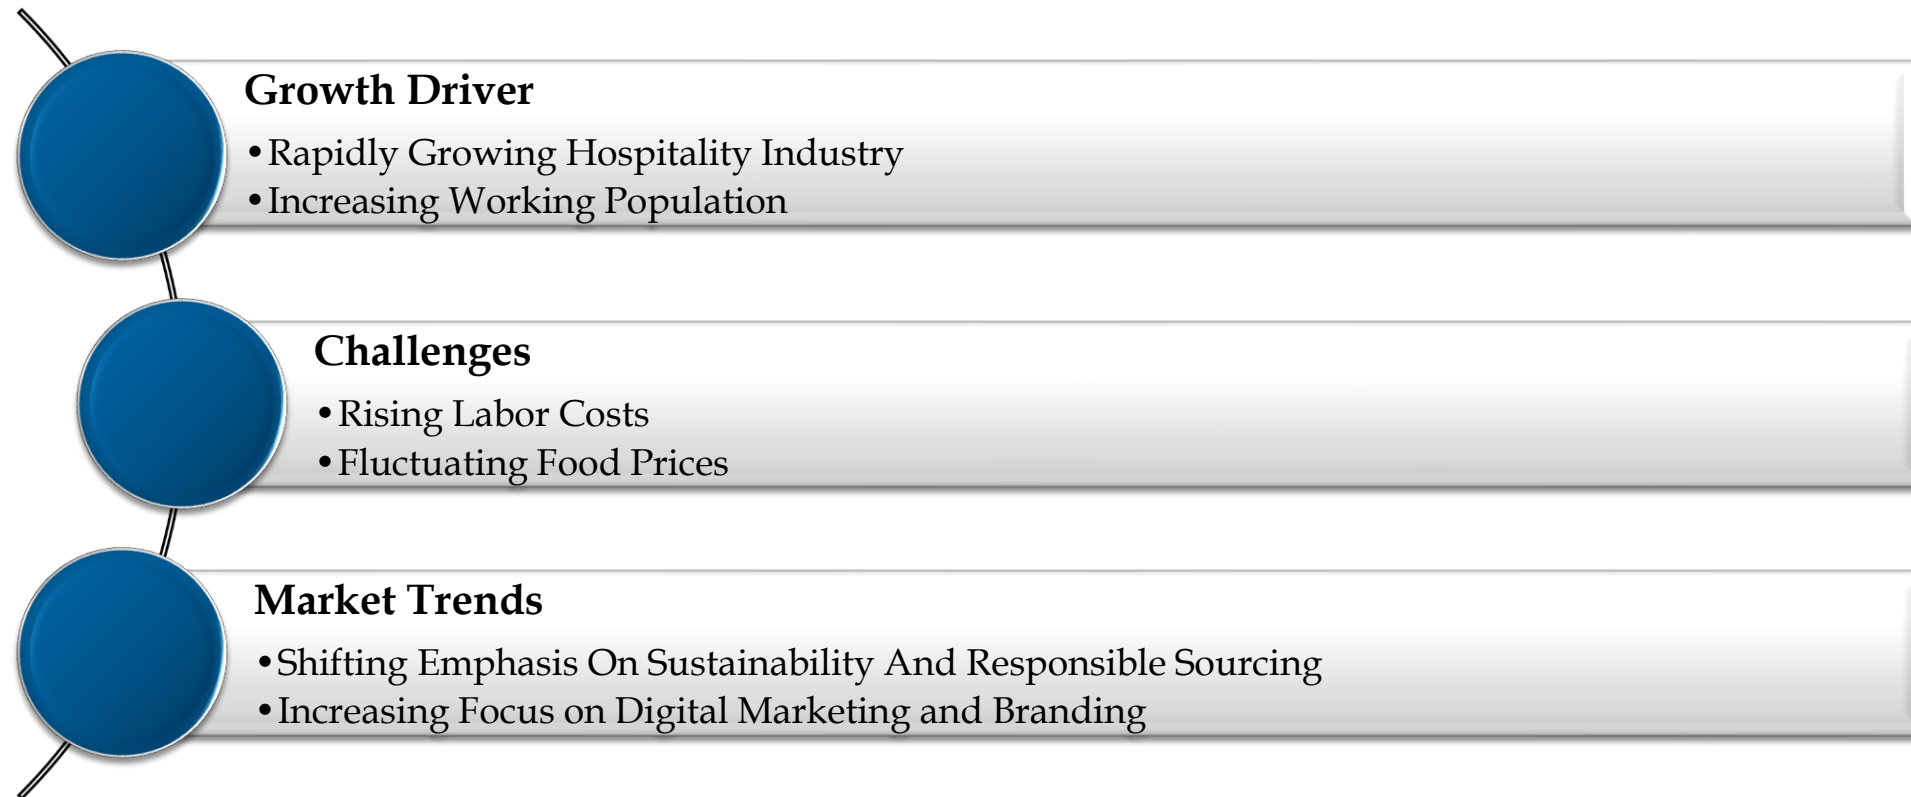 Growth Driver
•Rapidly Growing Hospitality Industry
•Increasing Working Population
Challenges
•Rising Labor Costs
•Fluctuating Food Prices
Market Trends
•Shifting Emphasis On Sustainability And Responsible Sourcing
•Increasing Focus on Digital Marketing and Branding